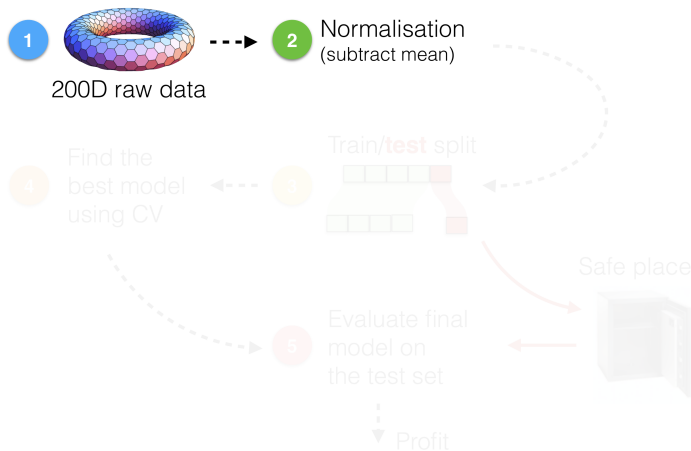 1
200D raw data
2
Normalisation
(subtract mean)
Train/test split
3
4
Find the
best model
using CV
Safe place
5
Evaluate final
model on
the test set
Profit